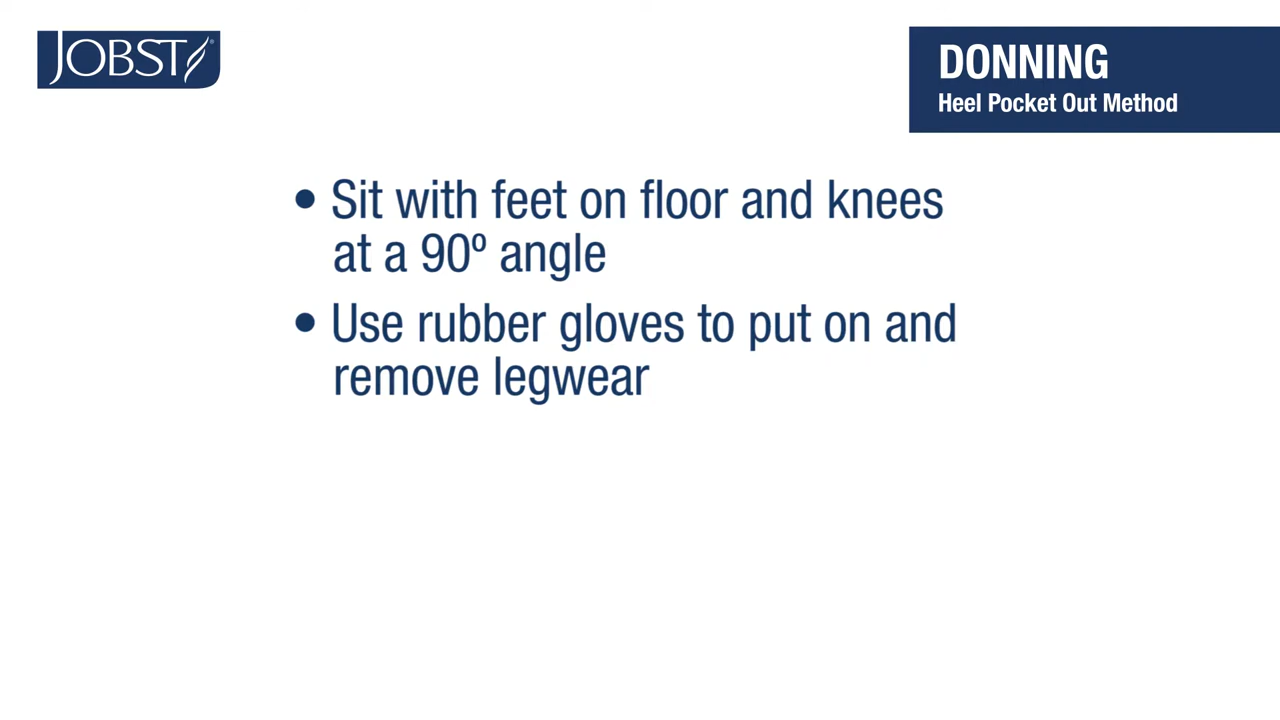 JOBST®
DONNING
Heel Pocket Out Method
• Sit with feet on floor and knees
at a 90º angle
• Use rubber gloves to put on and
remove legwear